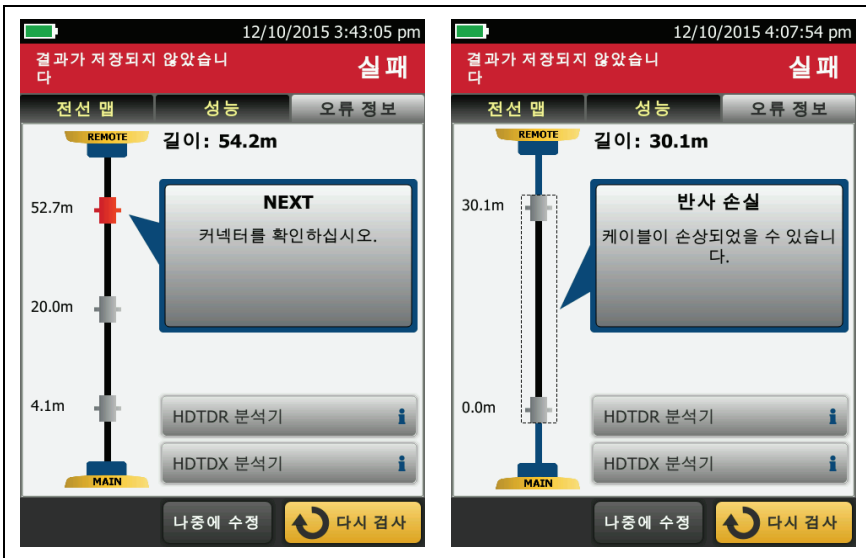 12/10/2015 3:43:05 pm
결과가 저장되지 않았습니
다
실패
전선 맵
성능
오류 정보
REMOTE
길이: 54.2m
52.7m
NEXT
커넥터를 확인하십시오.
20.0m
4.1m
HDTDR 분석기
i
HDTDX 분석기
i
MAIN
나중에 수정
다시 검사
12/10/2015 4:07:54 pm
결과가 저장되지 않았습니
다
실패
전선 맵
성능
오류 정보
REMOTE
길이: 30.1m
30.1m
반사 손실
케이블이 손상되었을 수 있습니
다.
0.0m
HDTDR 분석기
i
HDTDX 분석기
i
MAIN
나중에 수정
다시 검사